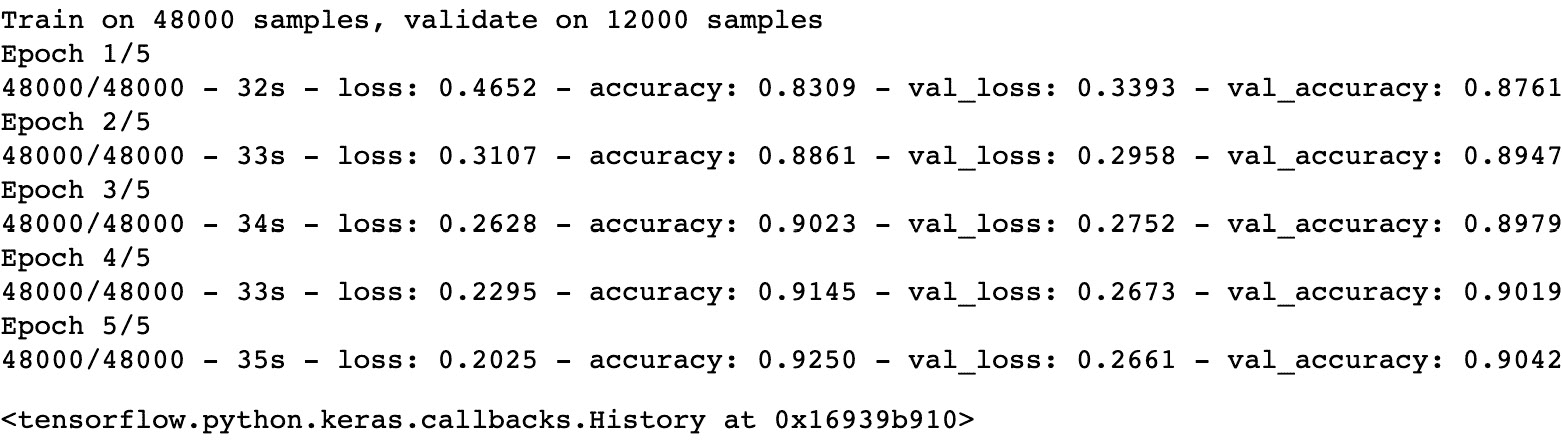 Train on 48000 samples, validate on 12000 samples
Epoch 1/5
48000/48000 - 32s - loss: 0.4652 - accuracy: 0.8309 - val_loss: 0.3393 - val_accuracy: 0.8761
Epoch 2/5
48000/48000 - 33s - loss: 0.3107 - accuracy: 0.8861 - val_loss: 0.2958 - val_accuracy: 0.8947
Epoch 3/5
48000/48000 - 34s - loss: 0.2628 - accuracy: 0.9023 - val_loss: 0.2752 - val_accuracy: 0.8979
Epoch 4/5
48000/48000 - 33s - loss: 0.2295 - accuracy: 0.9145 - val_loss: 0.2673 - val_accuracy: 0.9019
Epoch 5/5
48000/48000 - 35s - loss: 0.2025 - accuracy: 0.9250 - val_loss: 0.2661 - val_accuracy: 0.9042
<tensorflow.python.keras.callbacks.History at 0x16939b910>